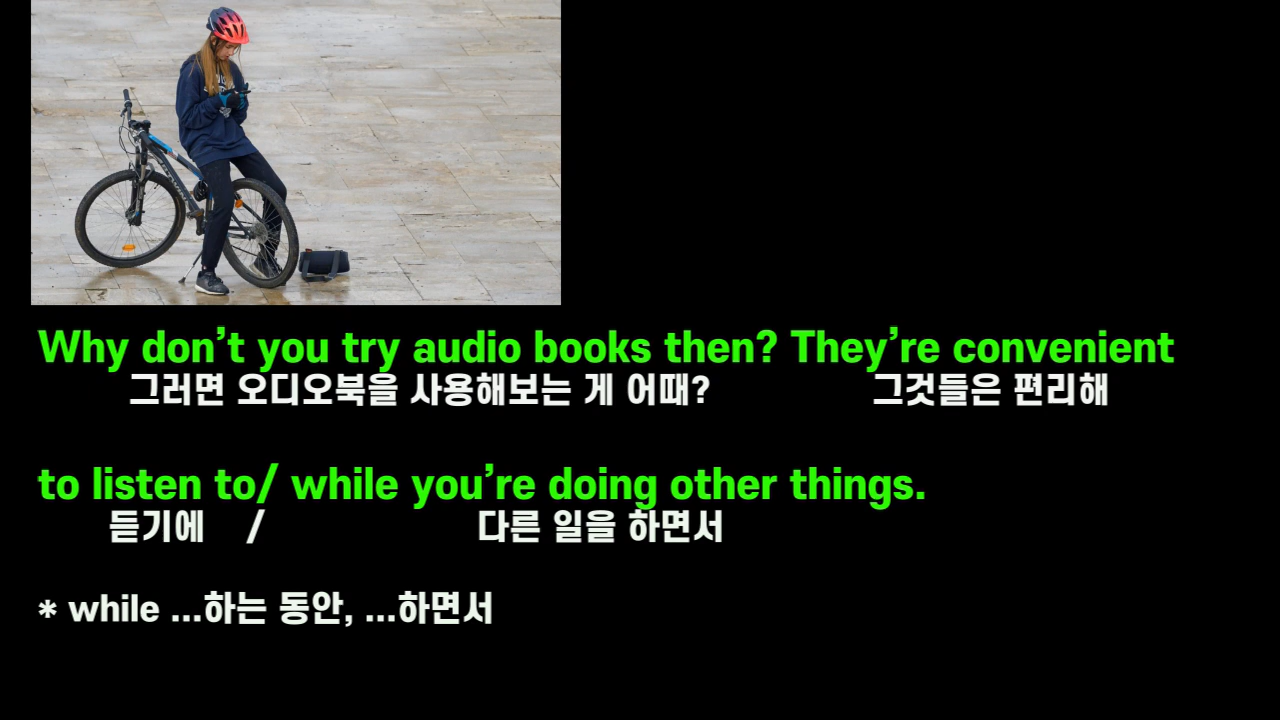 Why don’t you try audio books then? They’re convenient
그러면 오디오북을 사용해보는 게 어때? 그것들은 편리해
to listen to/ while you’re doing other things.
듣기에 / 다른 일을 하면서
* while ...하는 동안, ...하면서